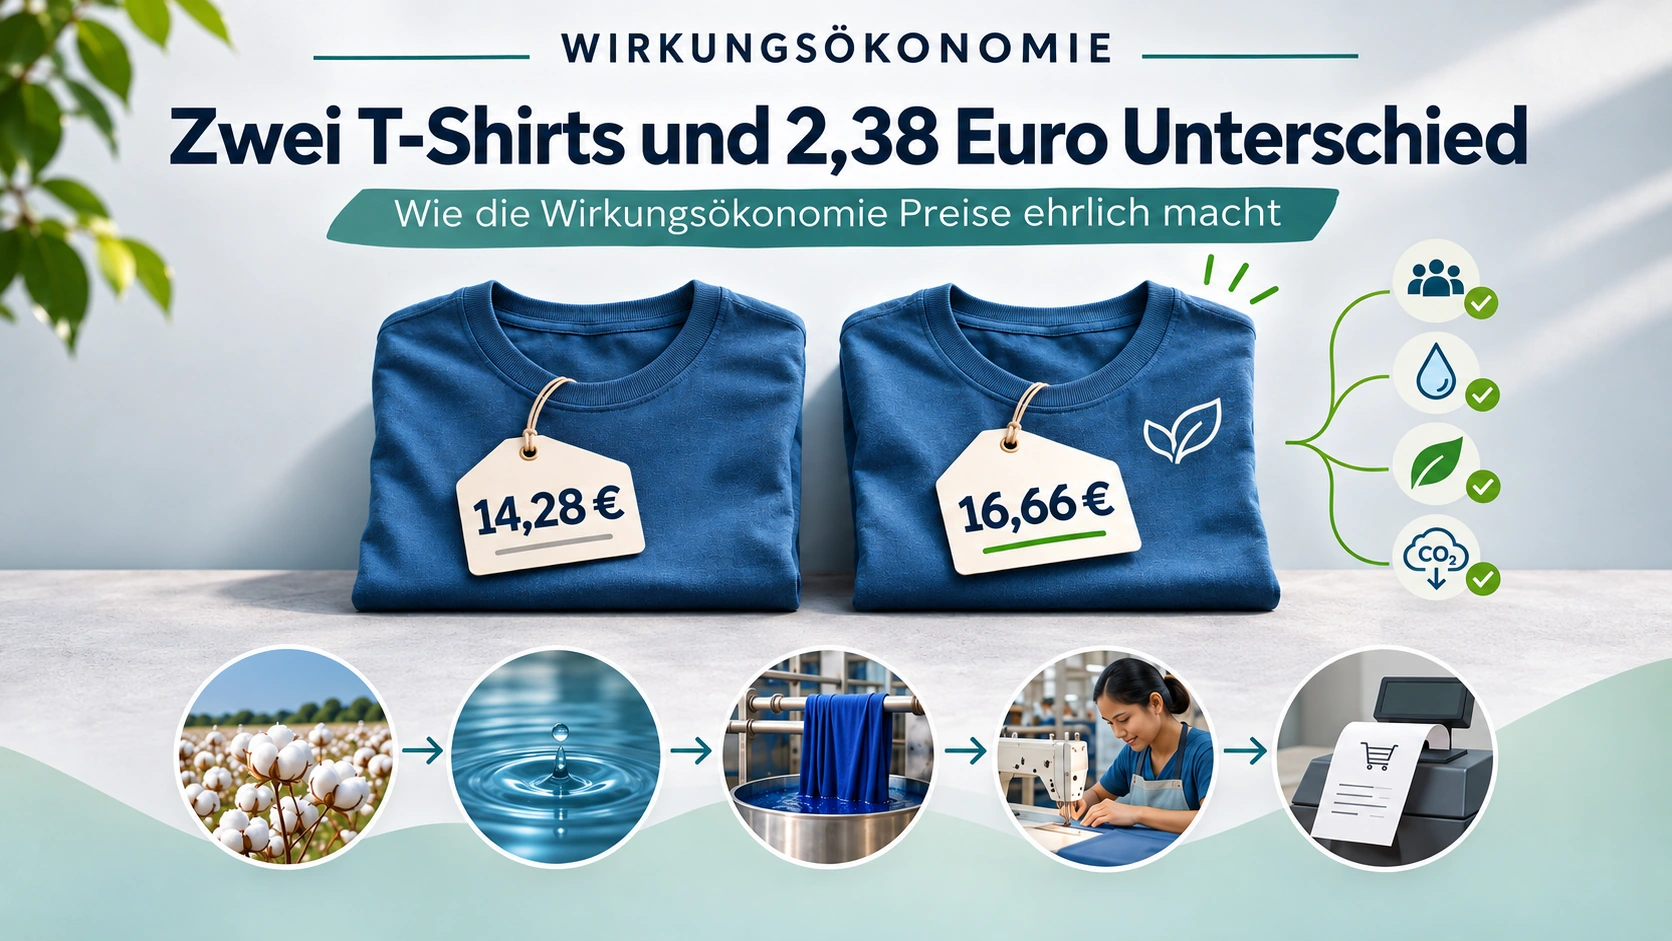 WIRKUNGSÖKONOMIE
Zwei T-Shirts und 2,38 Euro Unterschied
Wie die Wirkungsökonomie Preise ehrlich macht
14,28 €
16,66 €
CO₂